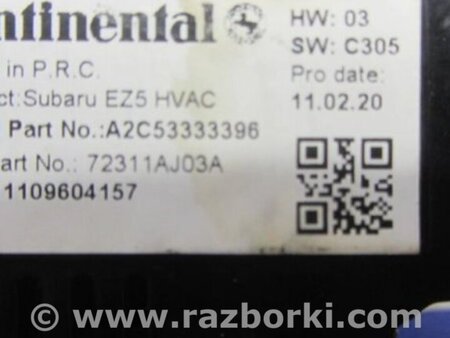 ntinental
HW: 03
SW: C305
in P.R.C.
Pro date:
ct:Subaru EZ5 HVAC
11.02.20
Part No.:A2C53333396
art No.: 72311AJ03A
1109604157
© www.razborki.com